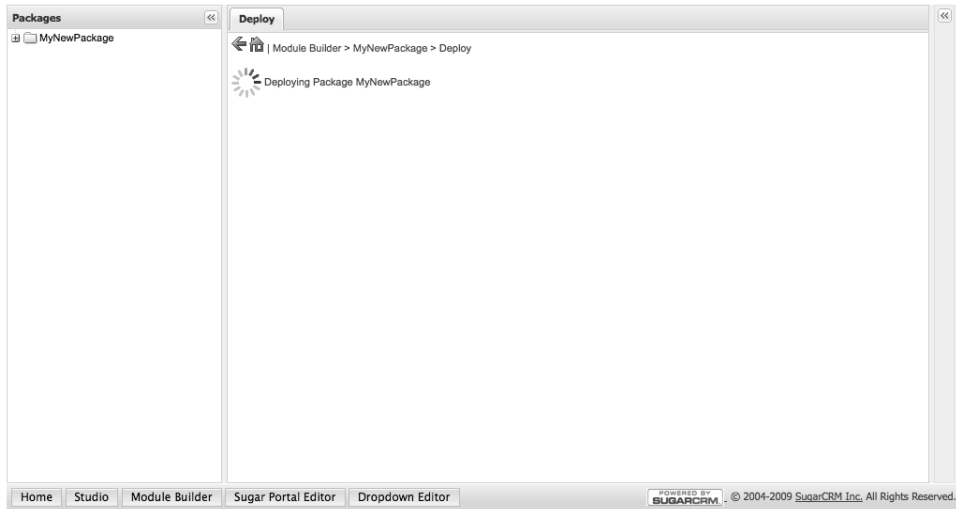 Packages
MyNewPackage
Deploy
| Module Builder > MyNewPackage > Deploy
Deploying Package MyNewPackage
Home Studio Module Builder Sugar Portal Editor Dropdown Editor POWERED BY SUGARCRM. © 2004-2009 SugarCRM Inc. All Rights Reserved.